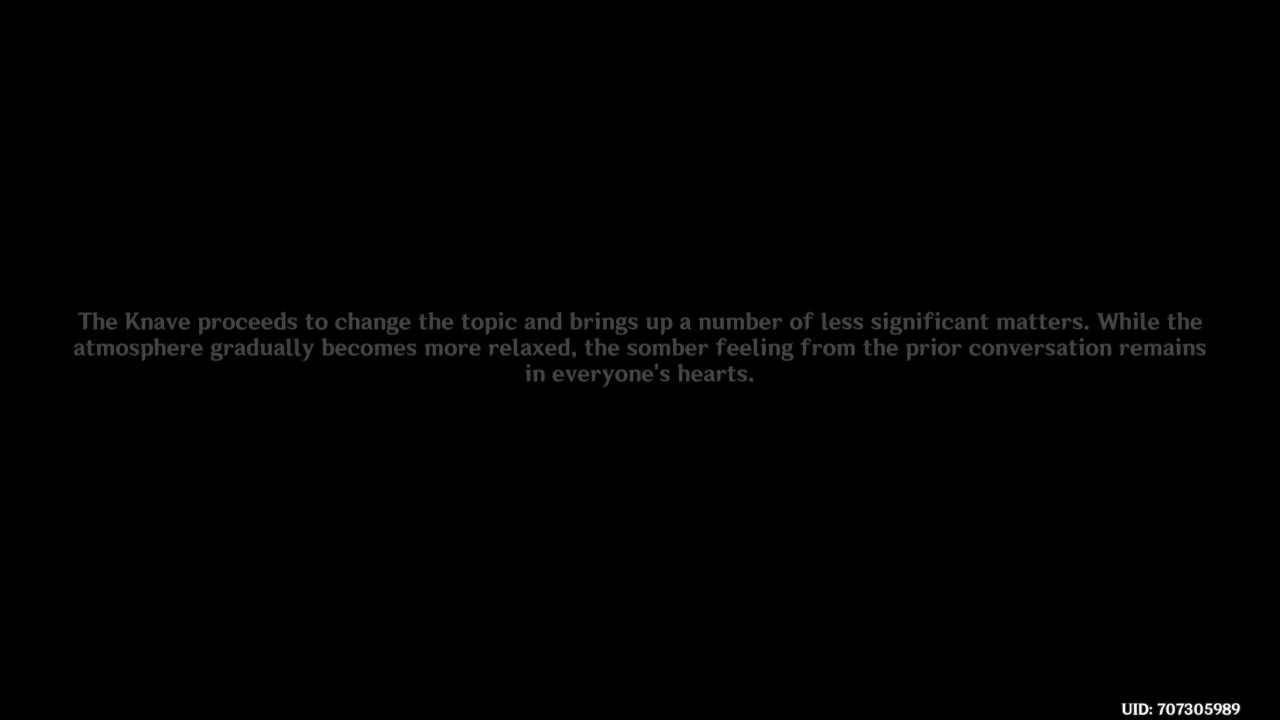 The Knave proceeds to change the topic and brings up a number of less significant matters. While the
atmosphere gradually becomes more relaxed, the somber feeling from the prior conversation remains
in everyone's hearts.
UID: 707305989